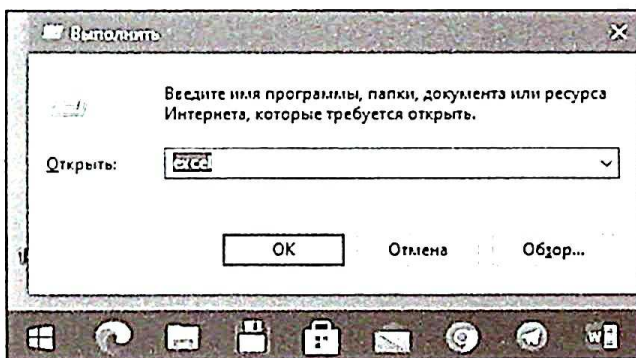 Выполнить
Введите имя программы, папки, документа или ресурса
Интернета, которые требуется открыть.
Открыть:
excel
OK
Отмена
Обзор...
W